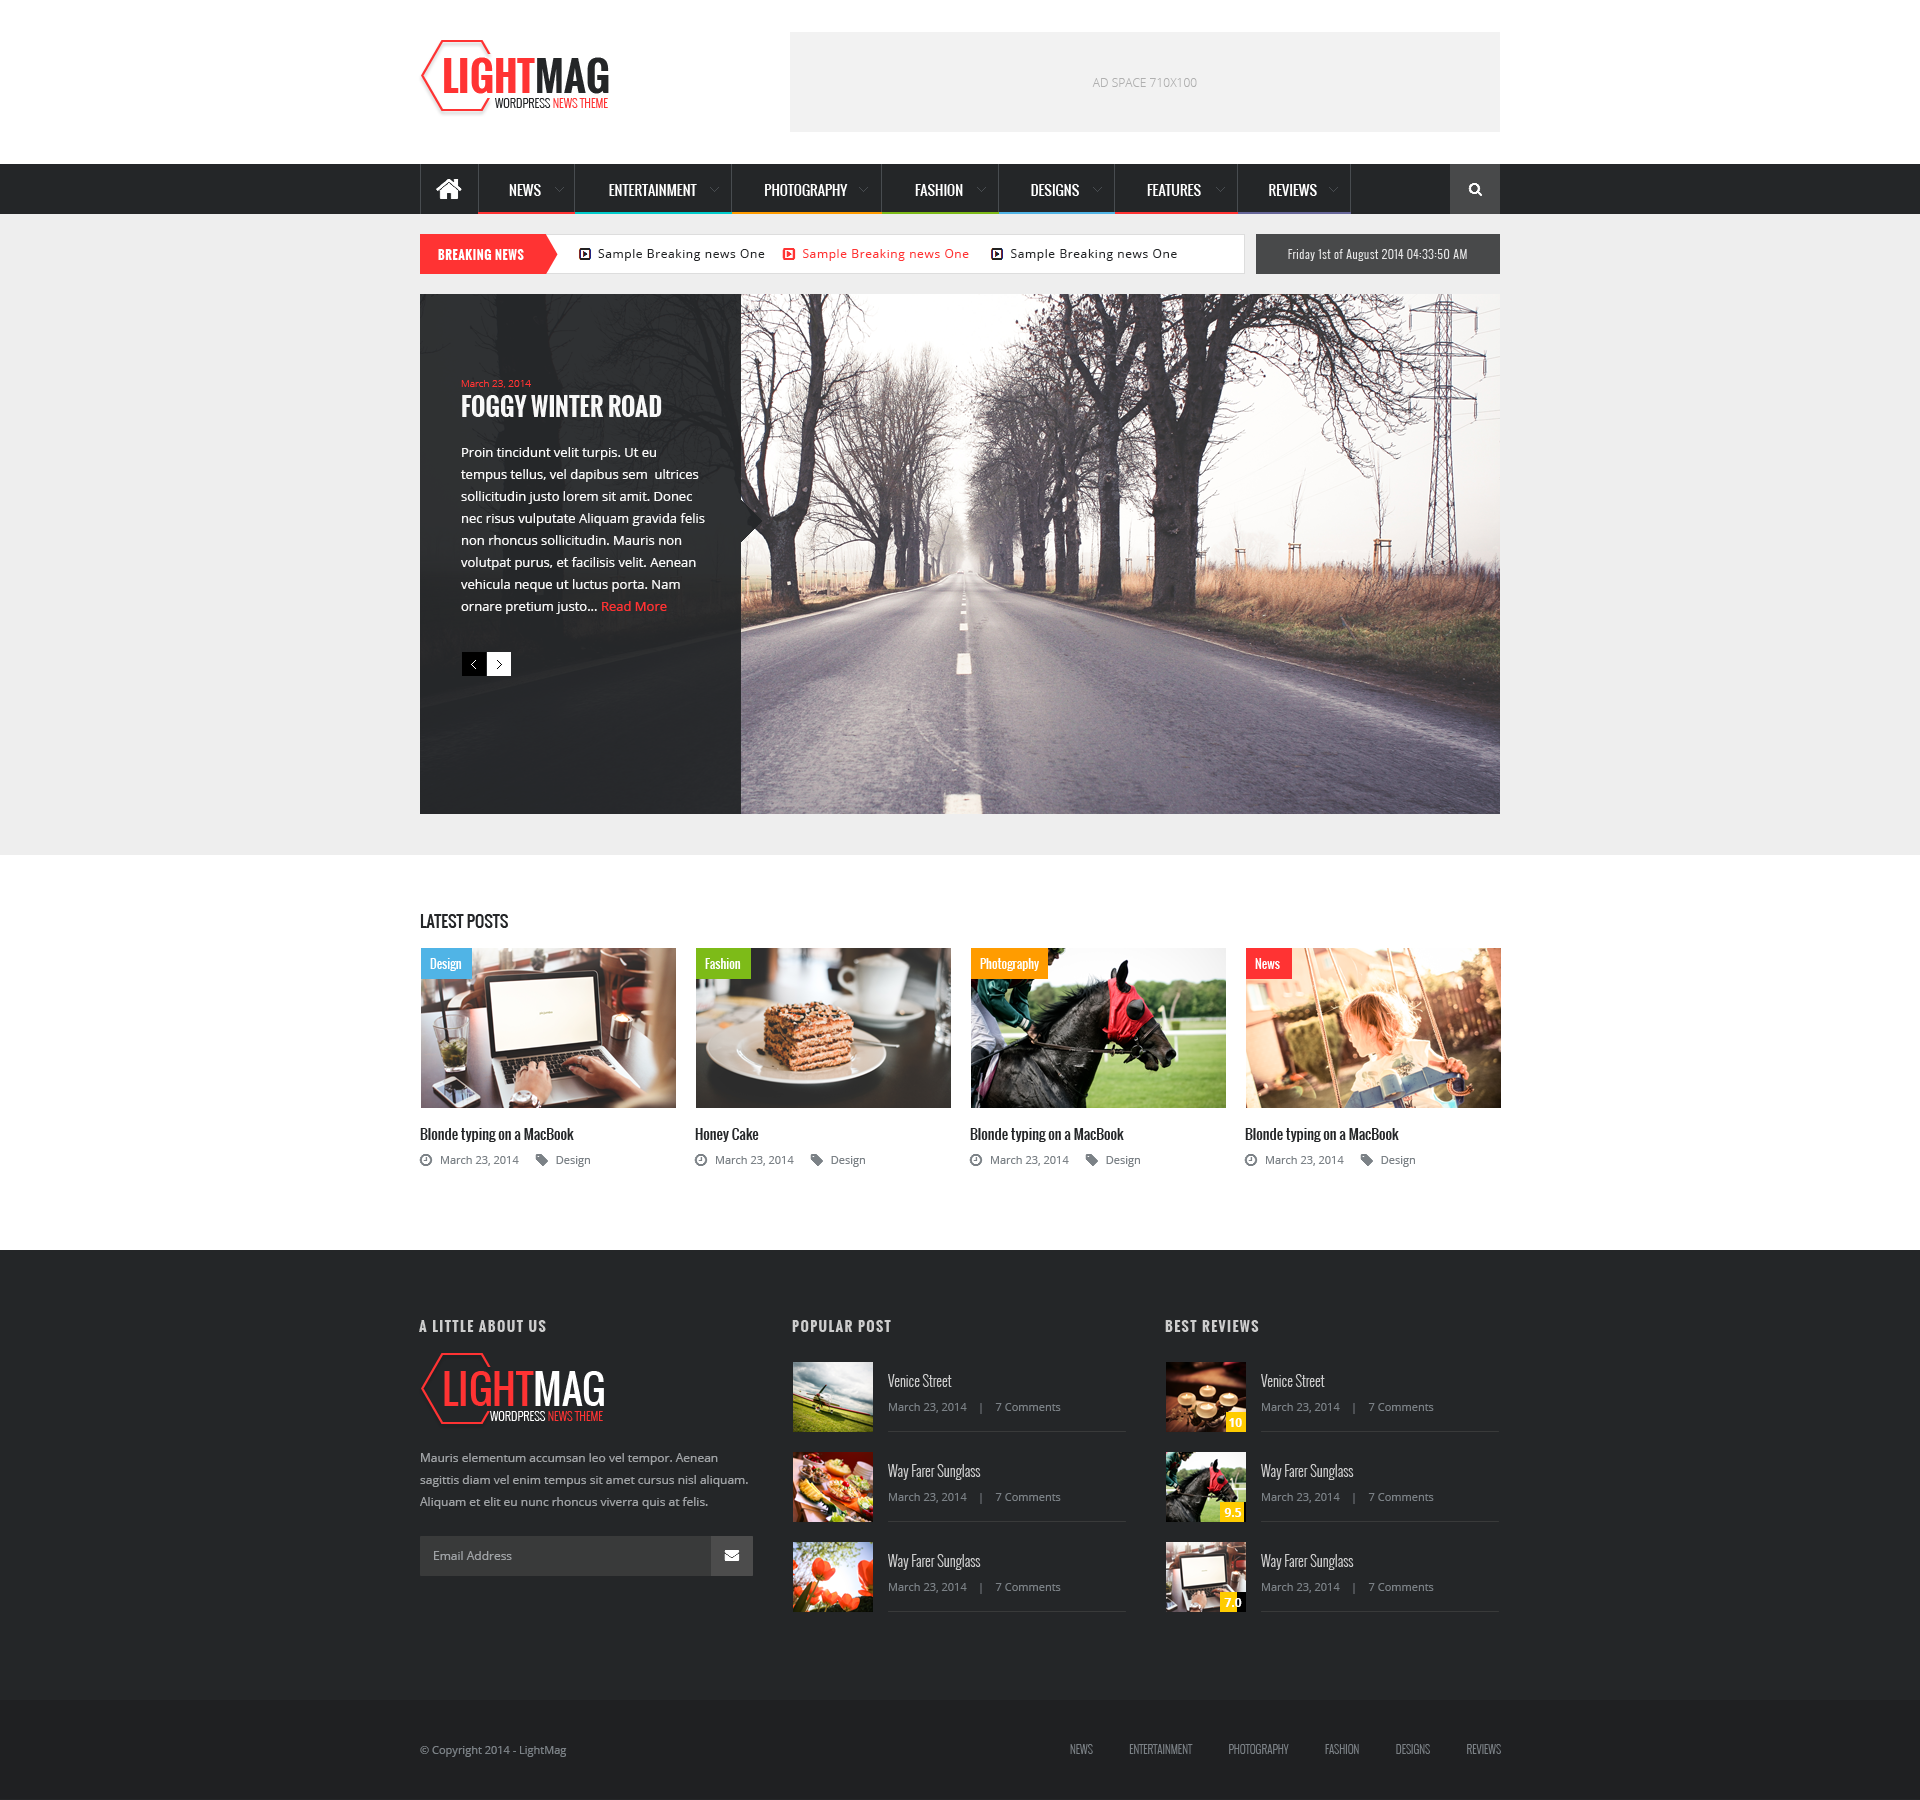 LIGHTMAG
WORDPRESS NEWS THEME
AD SPACE 710X100
NEWS ENTERTAINMENT PHOTOGRAPHY FASHION DESIGNS FEATURES REVIEWS
BREAKING NEWS Sample Breaking news One Sample Breaking news One Sample Breaking news One Friday 1st of August 2014 04:33:50 AM
March 23, 2014
FOGGY WINTER ROAD
Proin tincidunt velit turpis. Ut eu
tempus tellus, vel dapibus sem ultrices
sollicitudin justo lorem sit amit. Donec
nec risus vulputate Aliquam gravida felis
non rhoncus sollicitudin. Mauris non
volutpat purus, et facilisis velit. Aenean
vehicula neque ut luctus porta. Nam
ornare pretium justo... Read More
LATEST POSTS
Design
Blonde typing on a MacBook
March 23, 2014 Design
Fashion
Honey Cake
March 23, 2014 Design
Photography
Blonde typing on a MacBook
March 23, 2014 Design
News
Blonde typing on a MacBook
March 23, 2014 Design
A LITTLE ABOUT US
LIGHTMAG
WORDPRESS NEWS THEME
Mauris elementum accumsan leo vel tempor. Aenean
sagittis diam vel enim tempus sit amet cursus nisl aliquam.
Aliquam et elit eu nunc rhoncus viverra quis at felis.
Email Address
POPULAR POST
Venice Street
March 23, 2014 | 7 Comments
Way Farer Sunglass
March 23, 2014 | 7 Comments
Way Farer Sunglass
March 23, 2014 | 7 Comments
BEST REVIEWS
10
Venice Street
March 23, 2014 | 7 Comments
9.5
Way Farer Sunglass
March 23, 2014 | 7 Comments
7.0
Way Farer Sunglass
March 23, 2014 | 7 Comments
© Copyright 2014 - LightMag
NEWS ENTERTAINMENT PHOTOGRAPHY FASHION DESIGNS REVIEWS